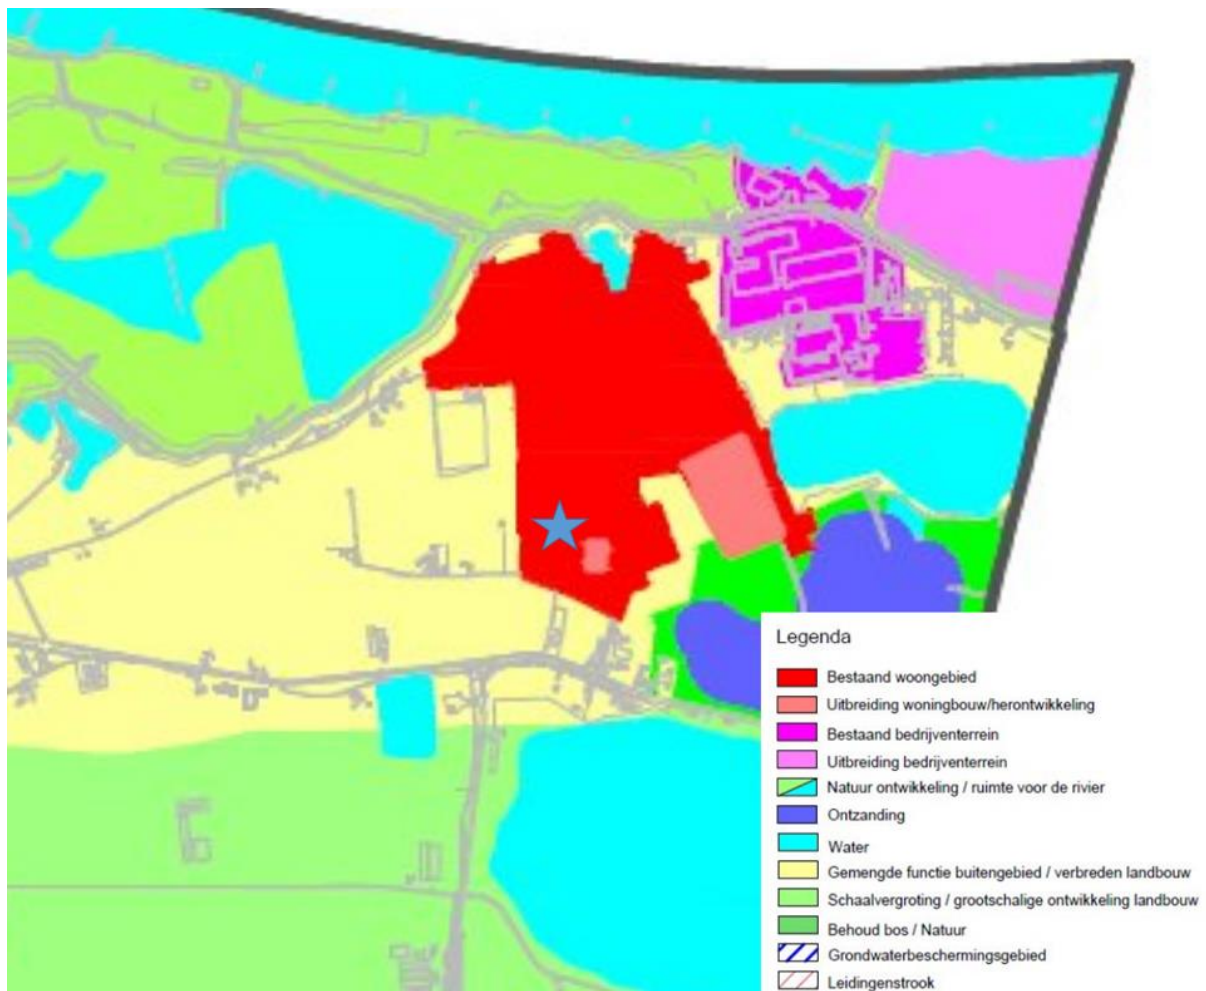 Legenda
Bestaand woongebied
Uitbreiding woningbouw/herontwikkeling
Bestaand bedrijventerrein
Uitbreiding bedrijventerrein
Natuur ontwikkeling / ruimte voor de rivier
Ontzanding
Water
Gemengde functie buitengebied / verbreden landbouw
Schaalvergroting / grootschalige ontwikkeling landbouw
Behoud bos / Natuur
Grondwaterbeschermingsgebied
Leidingenstrook